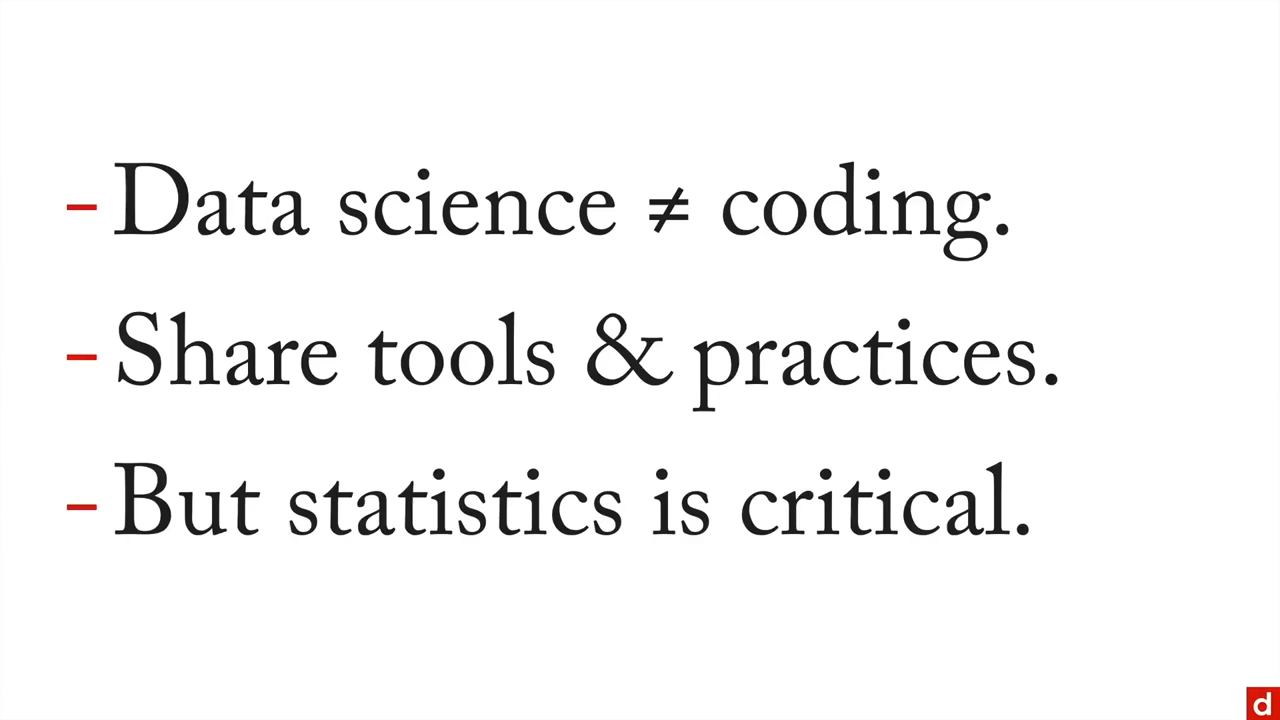 - Data science ≠ coding.
- Share tools & practices.
- But statistics is critical.
d